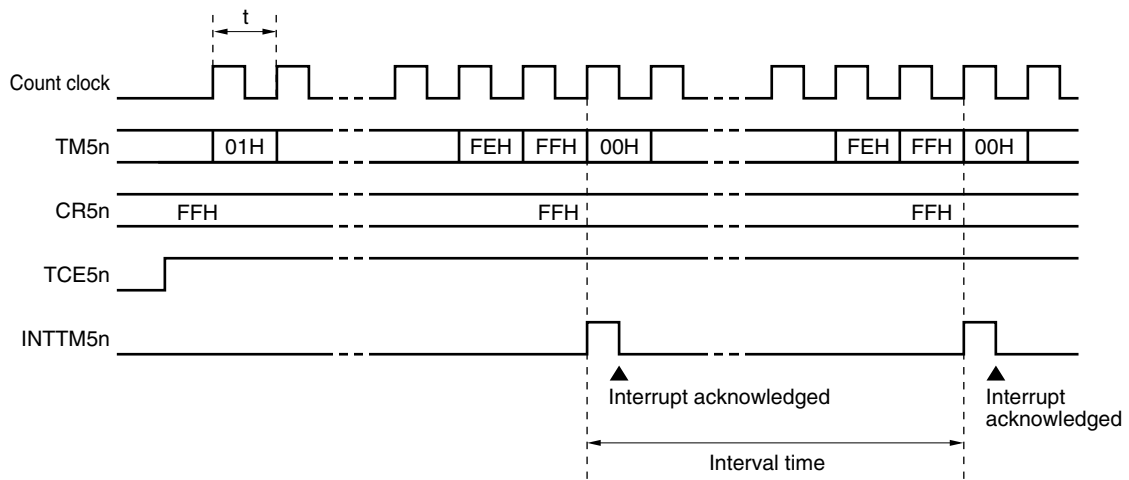 t
Count clock
TM5n 01H FEH FFH 00H FEH FFH 00H
CR5n FFH FFH FFH
TCE5n
INTTM5n
Interrupt acknowledged
Interrupt
acknowledged
Interval time